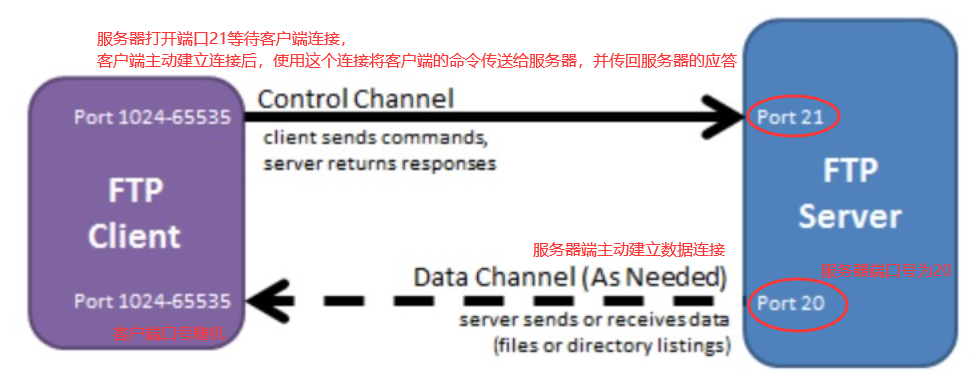 服务器打开端口21等待客户端连接，
客户端主动建立连接后，使用这个连接将客户端的命令传送给服务器，并传回服务器的应答
Port 1024-65535
Control Channel
Port 21
client sends commands,
server returns responses
FTP
Client
FTP
Server
服务器端主动建立数据连接
Data Channel (As Needed)
服务器端口号为20
Port 1024-65535
Port 20
server sends or receives data
(files or directory listings)
客户端口